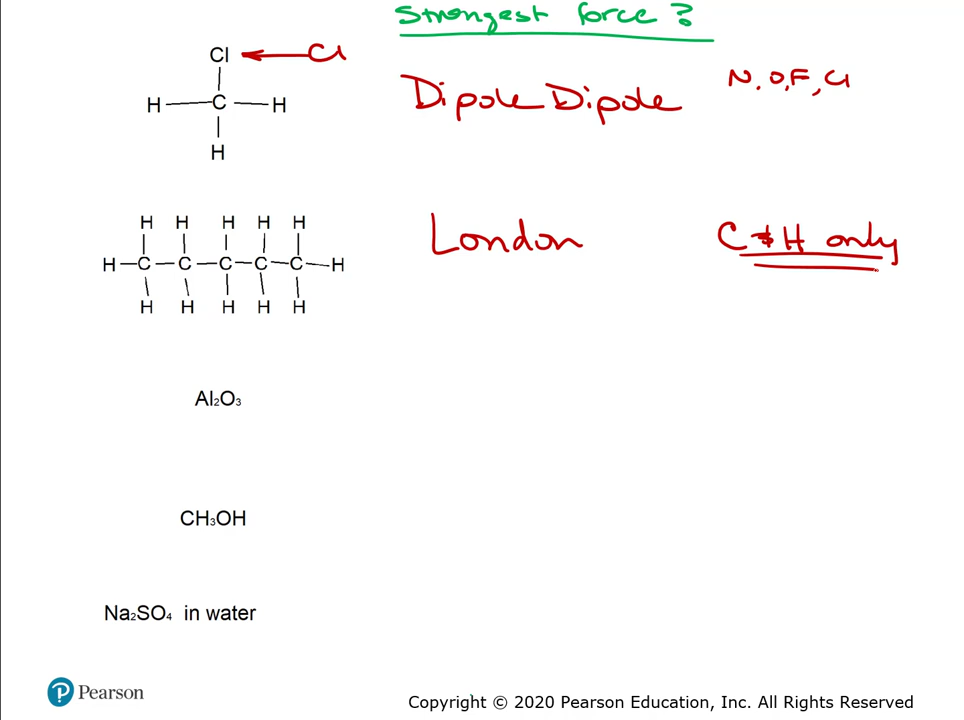 Strongest force ?
Cl ← Cl
H C H
H
Dipole Dipole N, O, F, Cl
H H H H H
H C C C C C H
H H H H H
London C & H only
Al₂O₃
CH₃OH
Na₂SO₄ in water
P Pearson
Copyright © 2020 Pearson Education, Inc. All Rights Reserved